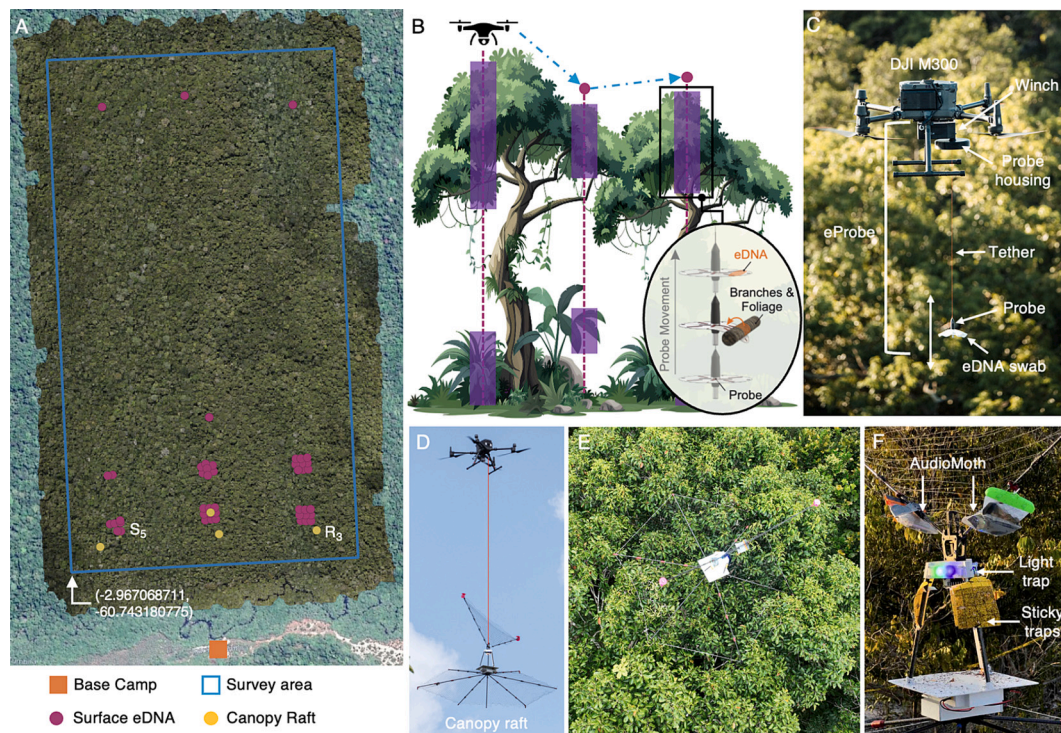 A
S5
R3
(-2.967068711,
-60.743180775)
Base Camp
Survey area
Surface eDNA
Canopy Raft
B
eDNA
Branches &
Foliage
Probe Movement
Probe
C
DJI M300
Winch
Probe
housing
eProbe
Tether
Probe
eDNA swab
D
Canopy raft
E
F
AudioMoth
Light
trap
Sticky
traps